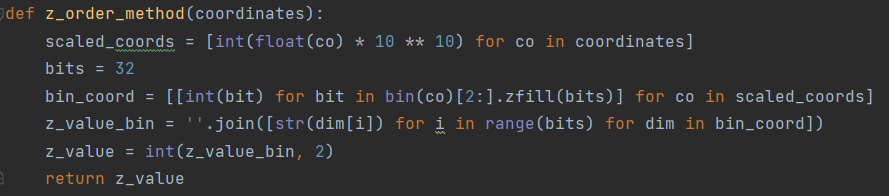 def z_order_method(coordinates):
    scaled_coords = [int(float(co) * 10 ** 10) for co in coordinates]
    bits = 32
    bin_coord = [[int(bit) for bit in bin(co)[2:].zfill(bits)] for co in scaled_coords]
    z_value_bin = ''.join([str(dim[i]) for i in range(bits) for dim in bin_coord])
    z_value = int(z_value_bin, 2)
    return z_value